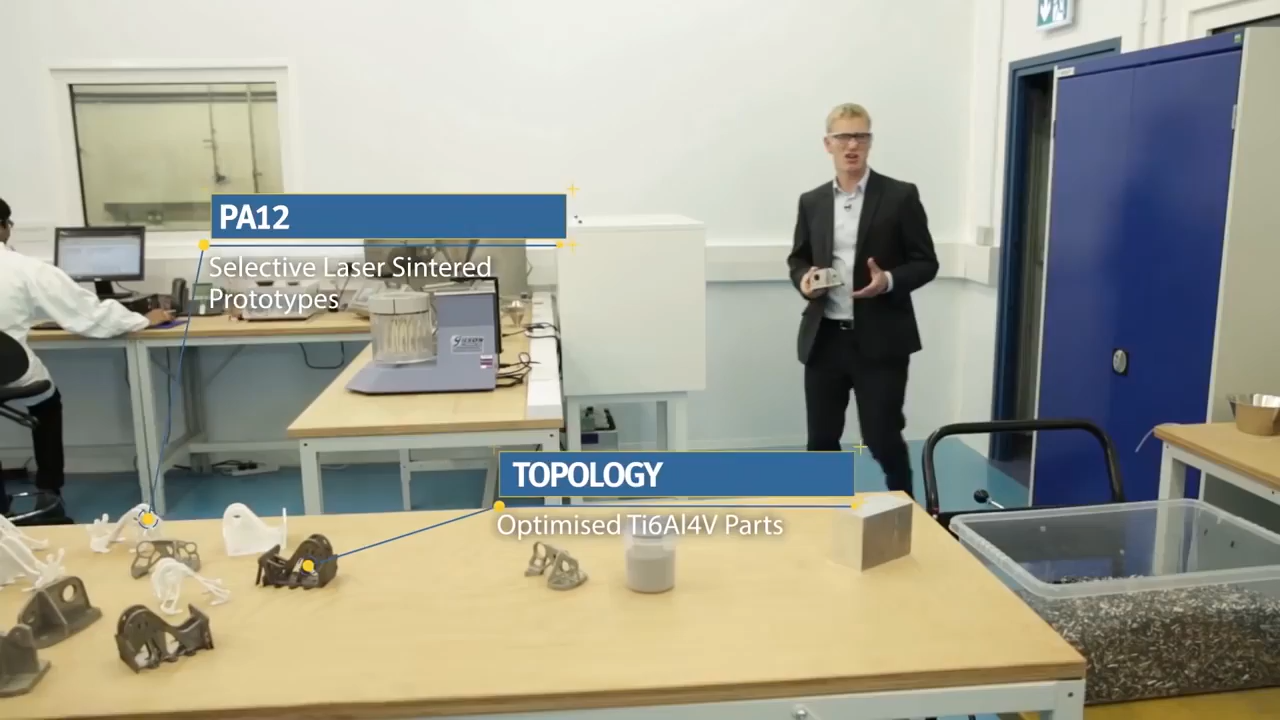 PA12
Selective Laser Sintered
Prototypes
TOPOLOGY
Optimised Ti6Al4V Parts